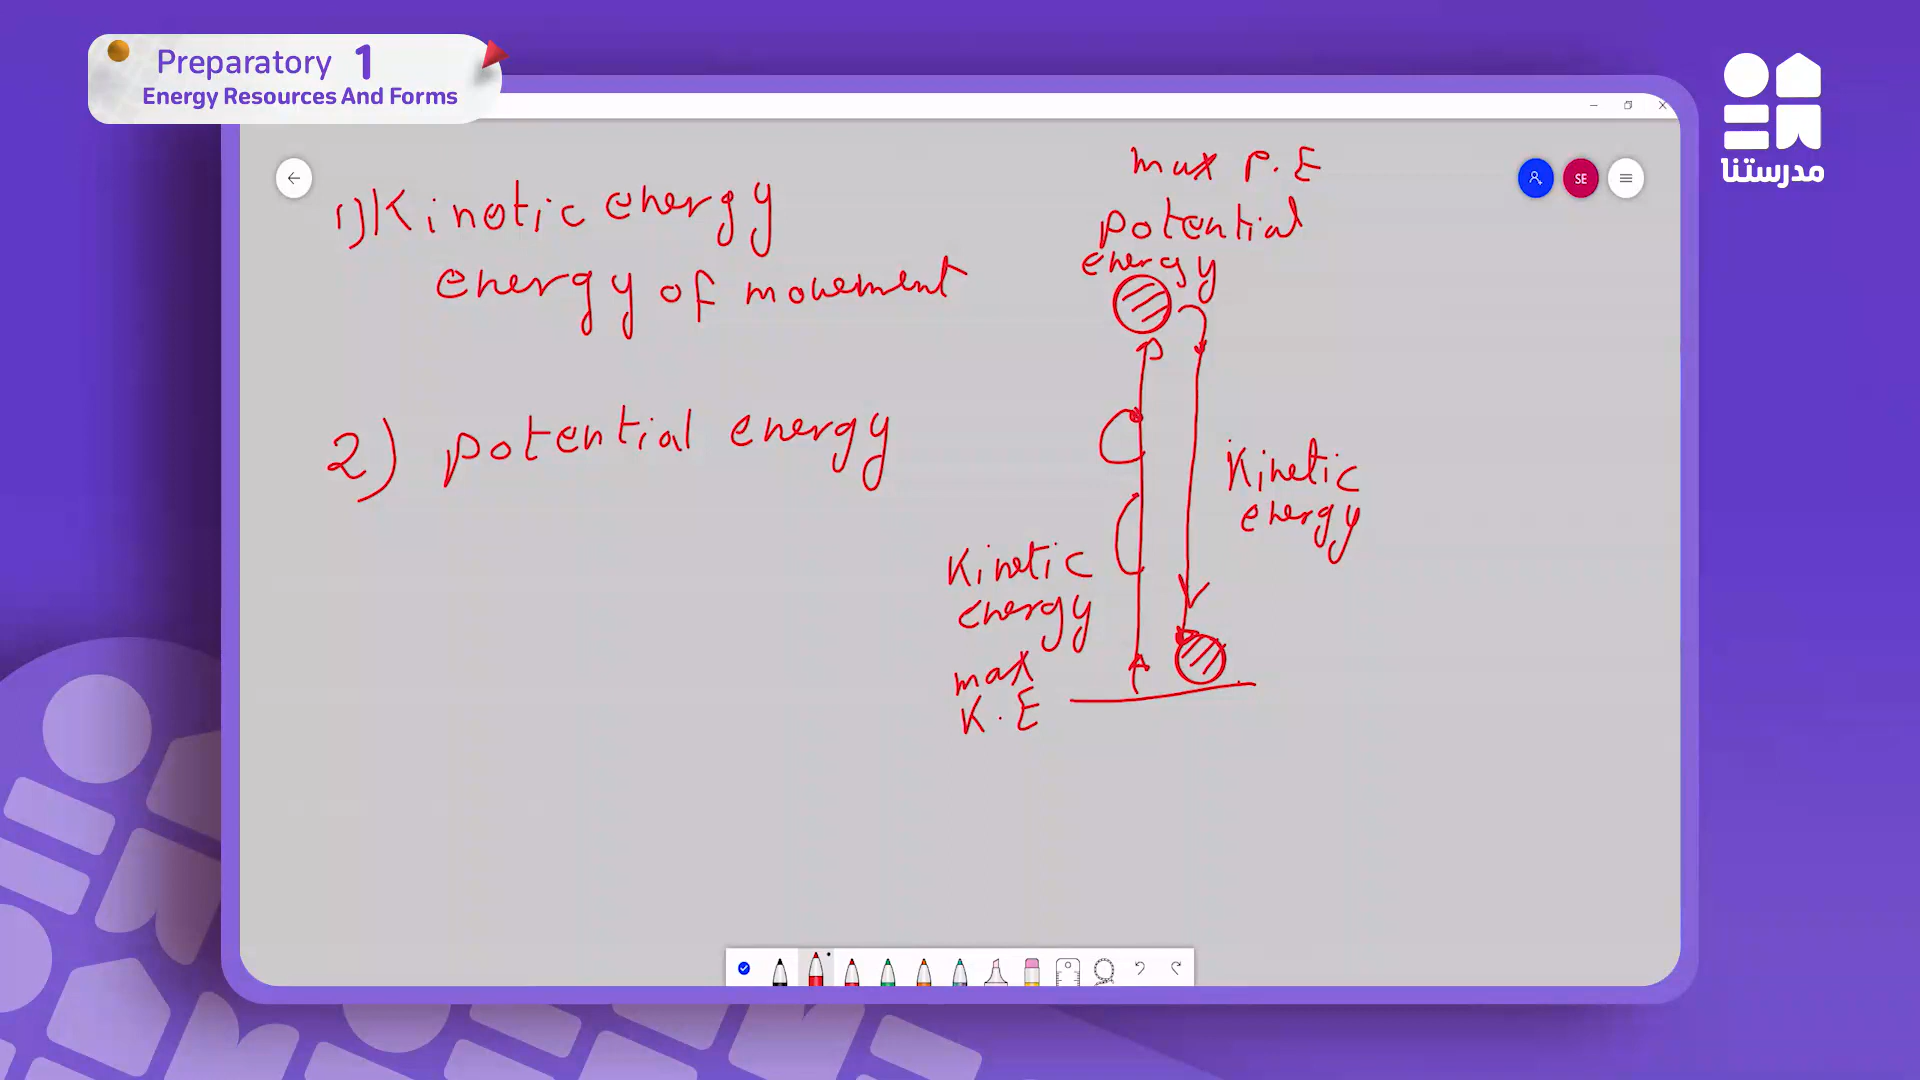 Preparatory 1
Energy Resources And Forms
مدرستنا
SE
1) Kinetic energy
energy of movement
2) potential energy
max P.E
potential
energy
Kinetic
energy
Kinetic
energy
max
K.E